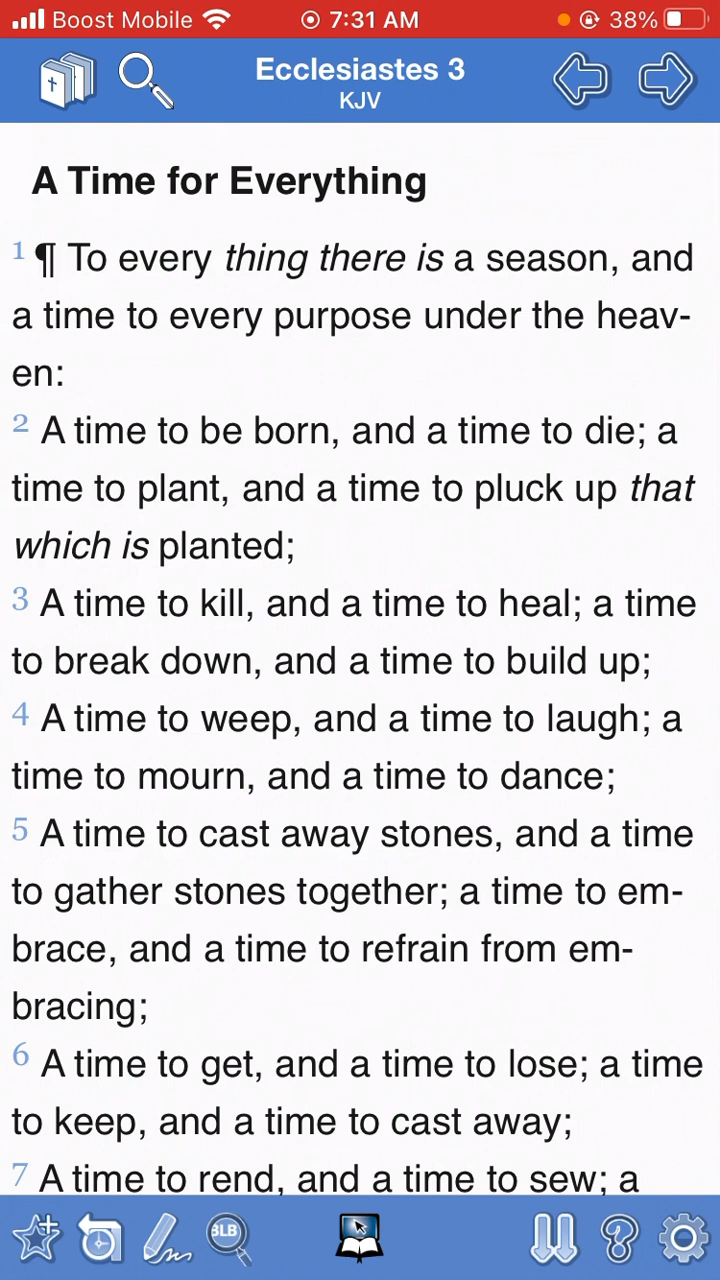 Boost Mobile 7:31 AM 38%
Ecclesiastes 3
KJV
A Time for Everything
1 ¶ To every thing there is a season, and
a time to every purpose under the heav-
en:
2 A time to be born, and a time to die; a
time to plant, and a time to pluck up that
which is planted;
3 A time to kill, and a time to heal; a time
to break down, and a time to build up;
4 A time to weep, and a time to laugh; a
time to mourn, and a time to dance;
5 A time to cast away stones, and a time
to gather stones together; a time to em-
brace, and a time to refrain from em-
bracing;
6 A time to get, and a time to lose; a time
to keep, and a time to cast away;
7 A time to rend, and a time to sew; a
BLB